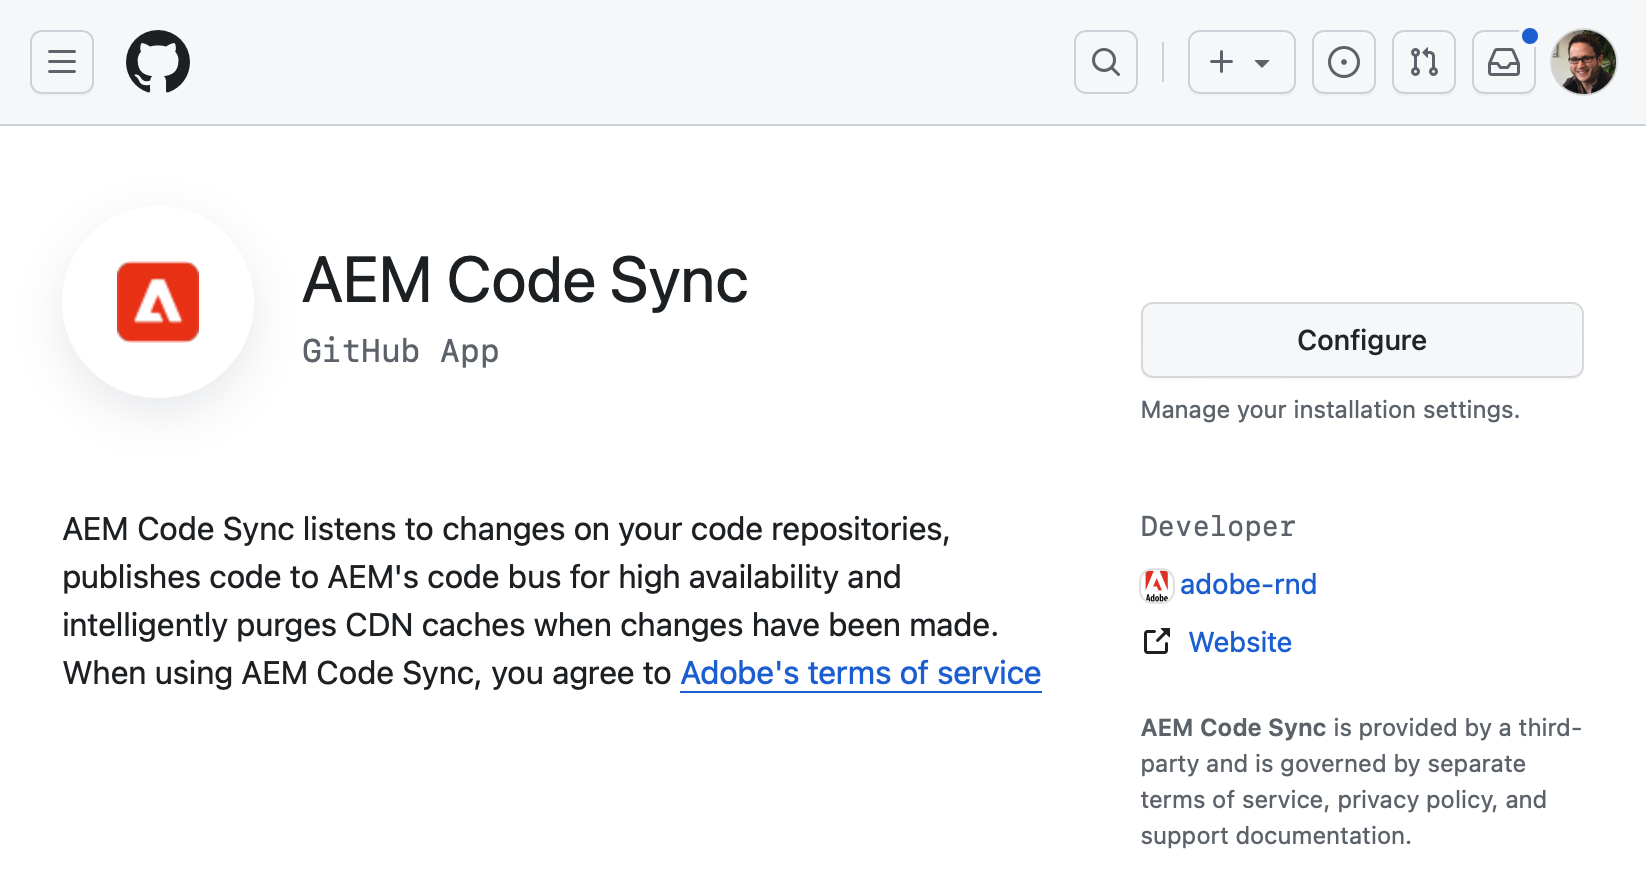 AEM Code Sync
GitHub App
Configure
Manage your installation settings.
AEM Code Sync listens to changes on your code repositories,
publishes code to AEM's code bus for high availability and
intelligently purges CDN caches when changes have been made.
When using AEM Code Sync, you agree to Adobe's terms of service
Developer
Adobe
adobe-rnd
Website
AEM Code Sync is provided by a third-
party and is governed by separate
terms of service, privacy policy, and
support documentation.